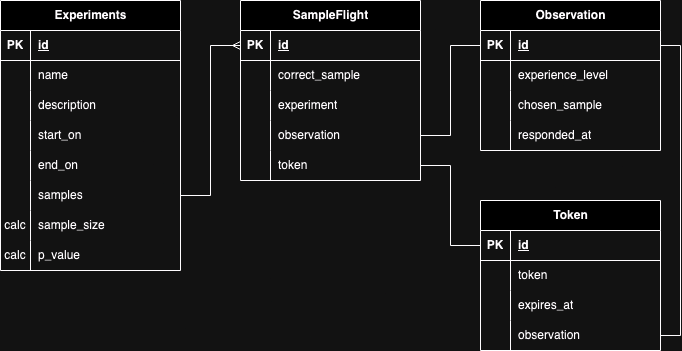 Experiments
PK id
name
description
start_on
end_on
samples
calc sample_size
calc p_value
SampleFlight
PK id
correct_sample
experiment
observation
token
Observation
PK id
experience_level
chosen_sample
responded_at
Token
PK id
token
expires_at
observation